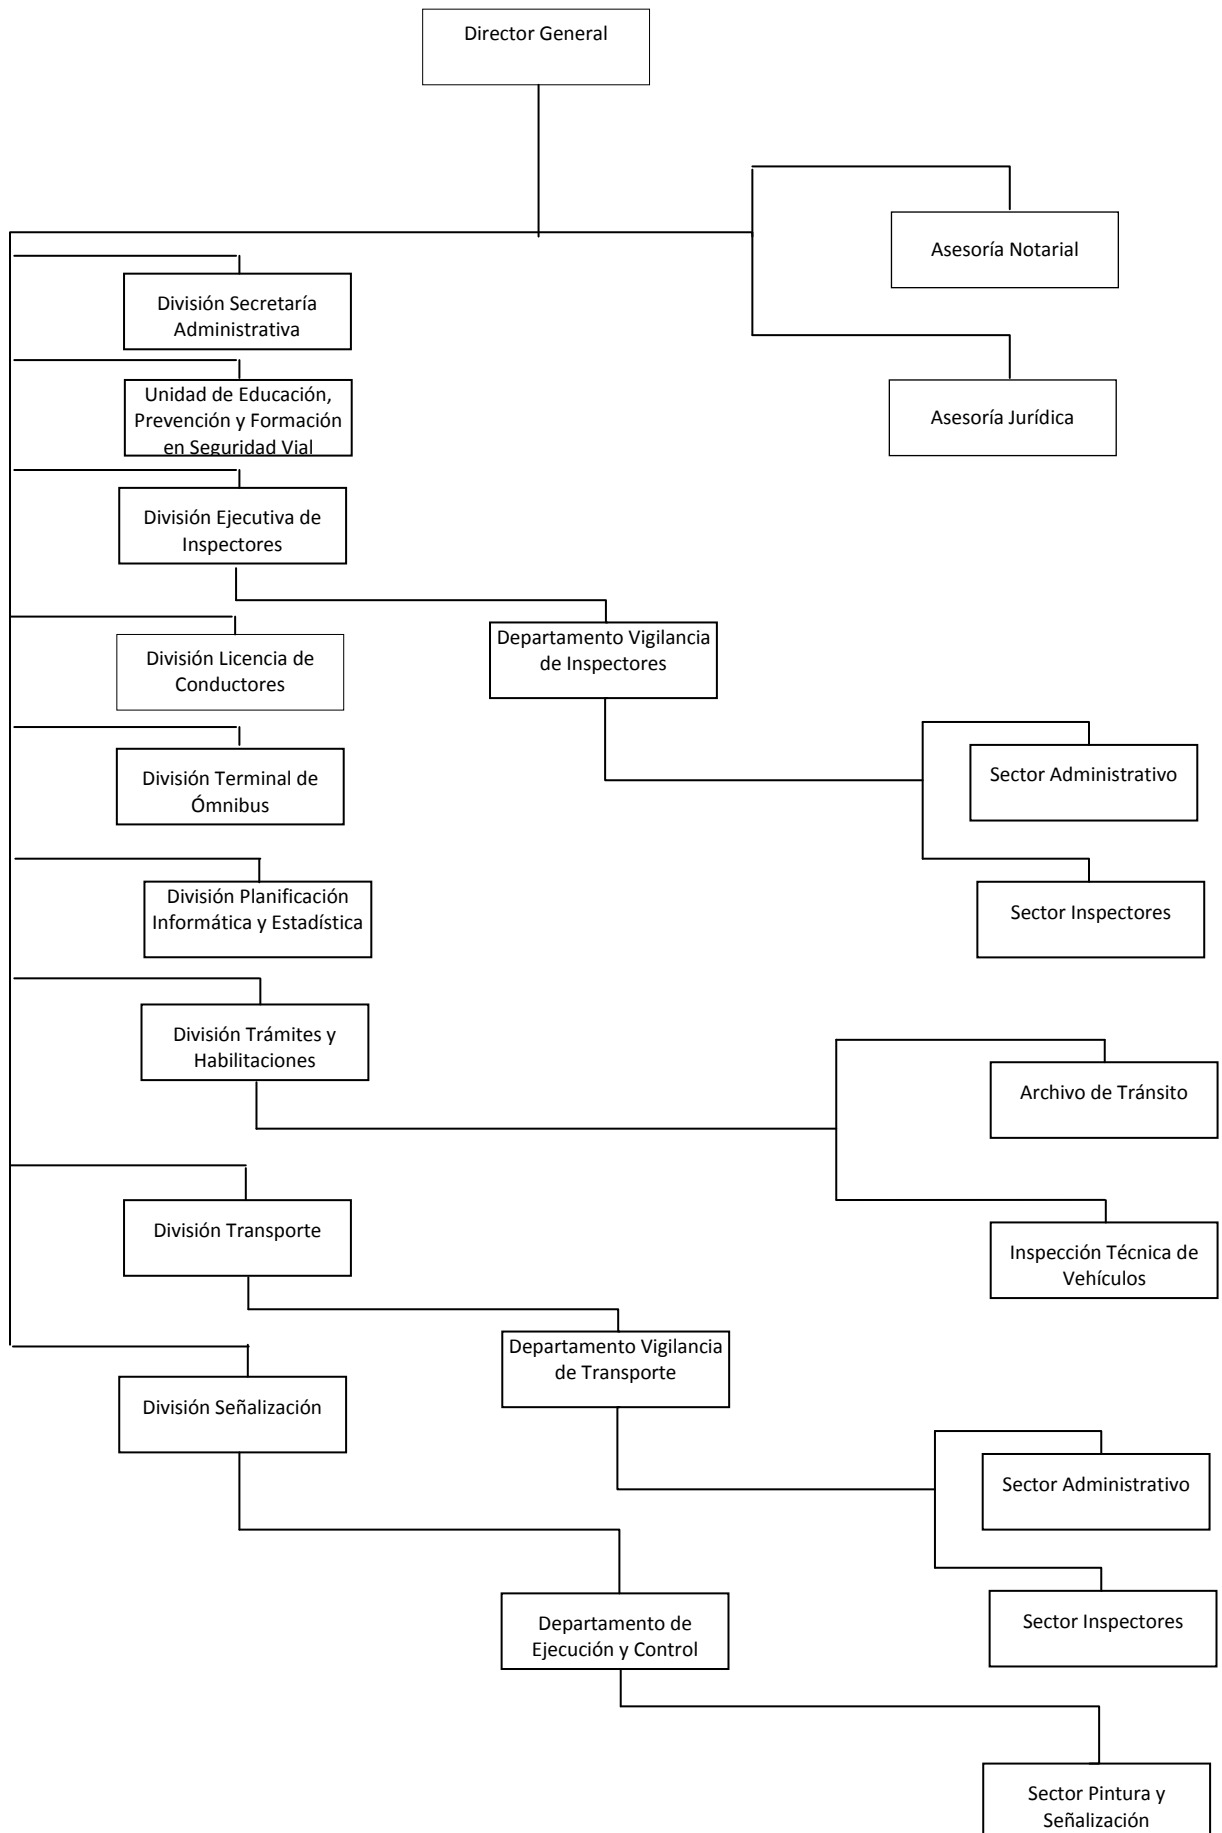 Director General
Asesoría Notarial
División Secretaría
Administrativa
Unidad de Educación,
Prevención y Formación
en Seguridad Vial
Asesoría Jurídica
División Ejecutiva de
Inspectores
Departamento Vigilancia
de Inspectores
División Licencia de
Conductores
Sector Administrativo
División Terminal de
Ómnibus
División Planificación
Informática y Estadística
Sector Inspectores
División Trámites y
Habilitaciones
Archivo de Tránsito
División Transporte
Inspección Técnica de
Vehículos
Departamento Vigilancia
de Transporte
División Señalización
Sector Administrativo
Departamento de
Ejecución y Control
Sector Inspectores
Sector Pintura y
Señalización